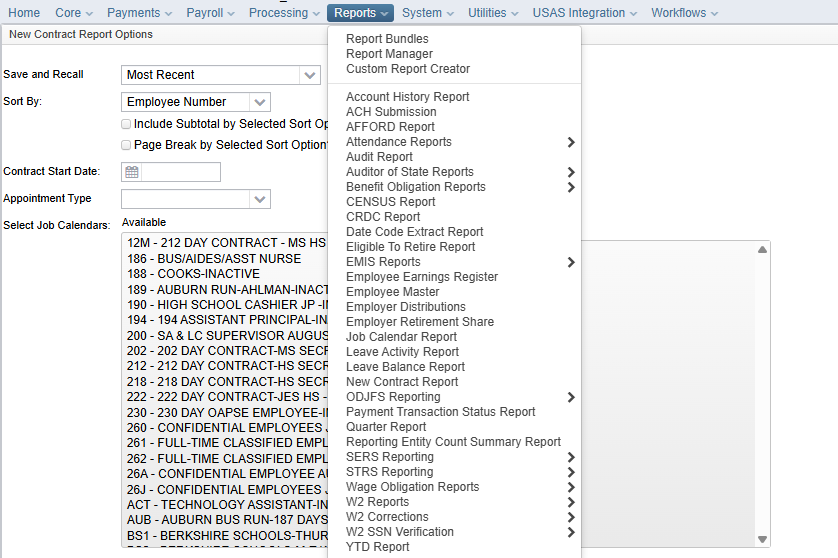 Home Core Payments Payroll Processing Reports System Utilities USAS Integration Workflows
New Contract Report Options
Save and Recall Most Recent
Sort By: Employee Number
Include Subtotal by Selected Sort Op
Page Break by Selected Sort Option
Contract Start Date:
Appointment Type
Select Job Calendars: Available
12M - 212 DAY CONTRACT - MS HS
186 - BUS/AIDES/ASST NURSE
188 - COOKS-INACTIVE
189 - AUBURN RUN-AHLMAN-INACT
190 - HIGH SCHOOL CASHIER JP -IN
194 - 194 ASSISTANT PRINCIPAL-IN
200 - SA & LC SUPERVISOR AUGUS
202 - 202 DAY CONTRACT-MS SECR
212 - 212 DAY CONTRACT-HS SECR
218 - 218 DAY CONTRACT-HS SECR
222 - 222 DAY CONTRACT-JES HS -
230 - 230 DAY OAPSE EMPLOYEE-I
260 - CONFIDENTIAL EMPLOYEES J
261 - FULL-TIME CLASSIFIED EMPL
262 - FULL-TIME CLASSIFIED EMPL
26A - CONFIDENTIAL EMPLOYEE AU
26J - CONFIDENTIAL EMPLOYEES J
ACT - TECHNOLOGY ASSISTANT-IN
AUB - AUBURN BUS RUN-187 DAYS
BS1 - BERKSHIRE SCHOOLS-THUR
Report Bundles
Report Manager
Custom Report Creator
Account History Report
ACH Submission
AFFORD Report
Attendance Reports
Audit Report
Auditor of State Reports
Benefit Obligation Reports
CENSUS Report
CRDC Report
Date Code Extract Report
Eligible To Retire Report
EMIS Reports
Employee Earnings Register
Employee Master
Employer Distributions
Employer Retirement Share
Job Calendar Report
Leave Activity Report
Leave Balance Report
New Contract Report
ODJFS Reporting
Payment Transaction Status Report
Quarter Report
Reporting Entity Count Summary Report
SERS Reporting
STRS Reporting
Wage Obligation Reports
W2 Reports
W2 Corrections
W2 SSN Verification
YTD Report